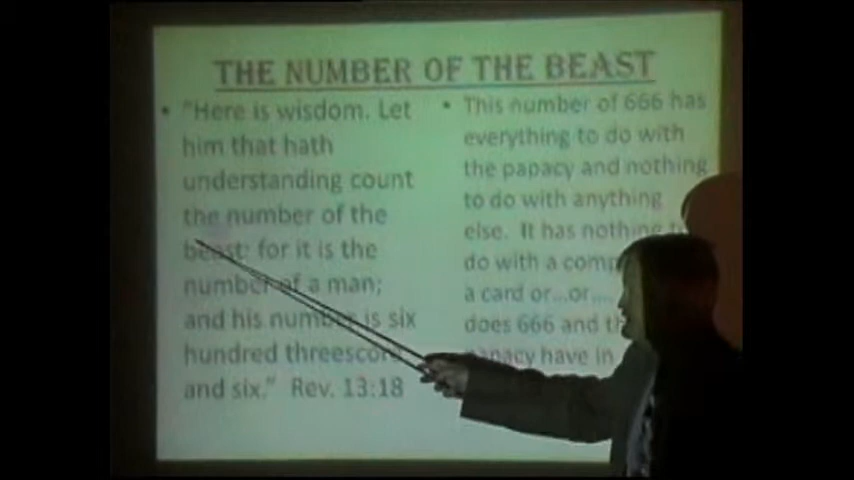 THE NUMBER OF THE BEAST
• "Here is wisdom. Let
him that hath
understanding count
the number of the
beast: for it is the
number of a man;
and his number is six
hundred threescore
and six." Rev. 13:18
• This number of 666 has
everything to do with
the papacy and nothing
to do with anything
else. It has nothing
do with a
a card or...or....
does 666 and
papacy have in